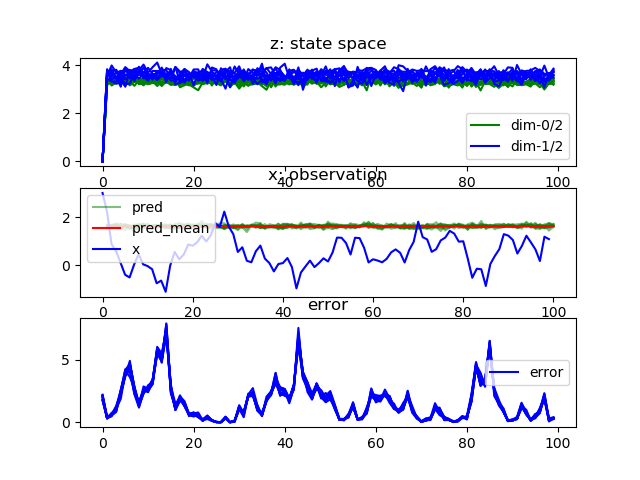 z: state space
4
2
0
dim-0/2
dim-1/2
0 20 40 60 80 100
x: observation
2
0
pred
pred_mean
x
0 20 40 60 80 100
error
5
0
error
0 20 40 60 80 100